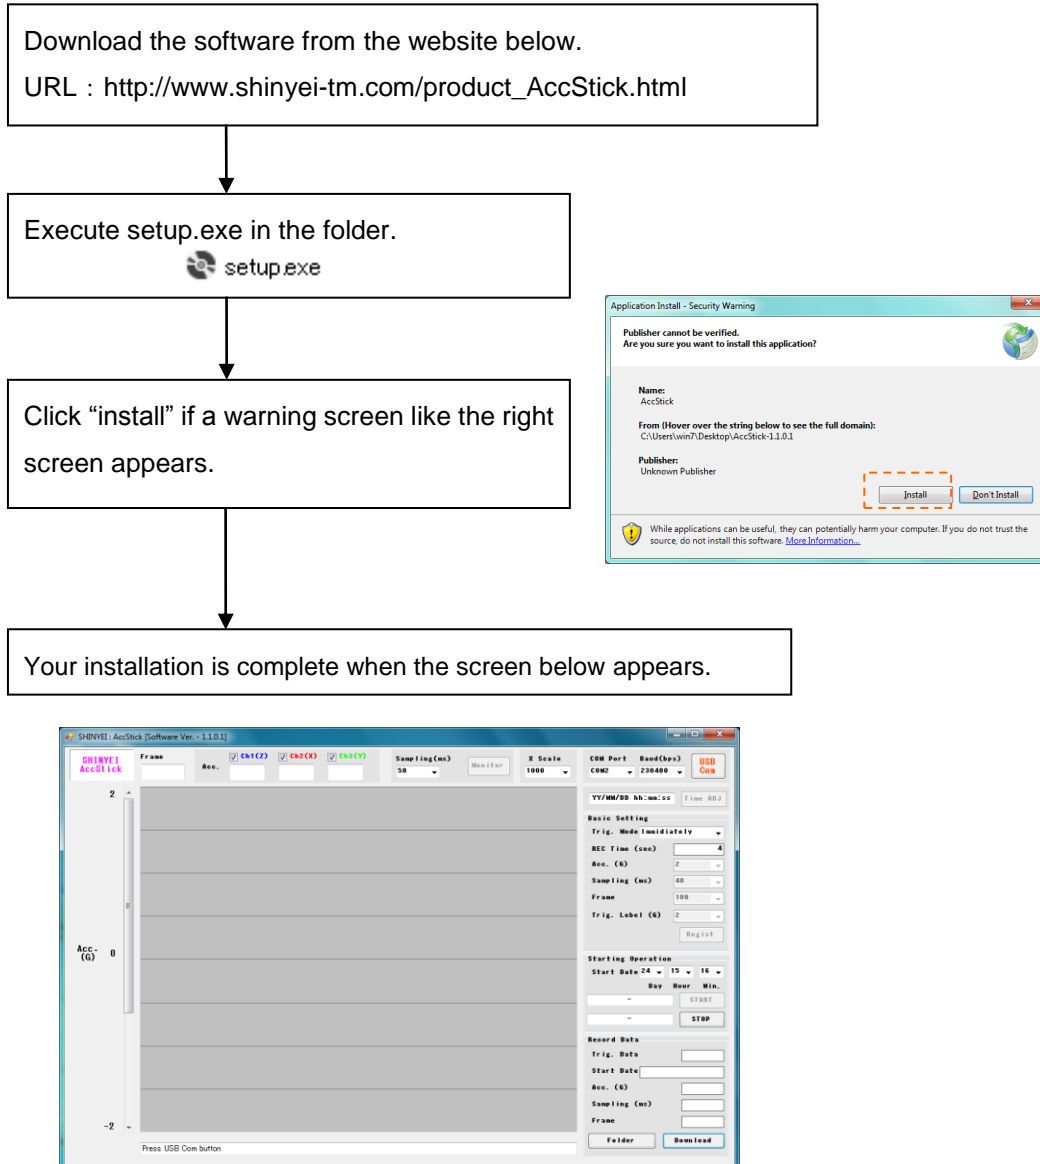 Download the software from the website below.
URL : http://www.shinyei-tm.com/product_AccStick.html
Execute setup.exe in the folder.
setup.exe
Click “install” if a warning screen like the right
screen appears.
Application Install - Security Warning
Publisher cannot be verified.
Are you sure you want to install this application?
Name:
AccStick
From (Hover over the string below to see the full domain):
C:\Users\win7\Desktop\AccStick-1.1.0.1
Publisher:
Unknown Publisher
Install Don't Install
While applications can be useful, they can potentially harm your computer. If you do not trust the
source, do not install this software. More Information...
Your installation is complete when the screen below appears.
SHINYEI : AccStick [Software Ver. - 1.1.0.1]
SHINYEI
AccStick
Frame
Acc.
Ch1(Z) Ch2(X) Ch3(Y)
Sampling(ms)
50
Monitor
X Scale
1000
COM Port Baud(bps)
COM2 230400
USB
Com
2
Acc.
(G)
0
-2
YY/MM/DD hh:mm:ss Time ADJ
Basic Setting
Trig. Mode Immidiately
REC Time (sec) 4
Acc. (G) 2
Sampling (ms) 40
Frame 100
Trig. Lebel (G) 2
Regist
Starting Operation
Start Date 24 15 16
Day Hour Min.
- START
- STOP
Record Data
Trig. Data
Start Date
Acc. (G)
Sampling (ms)
Frame
Folder Download
Press USB Com button